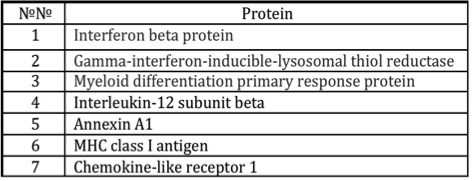 №№ Protein
1 Interferon beta protein
2 Gamma-interferon-inducible-lysosomal thiol reductase
3 Myeloid differentiation primary response protein
4 Interleukin-12 subunit beta
5 Annexin A1
6 MHC class I antigen
7 Chemokine-like receptor 1